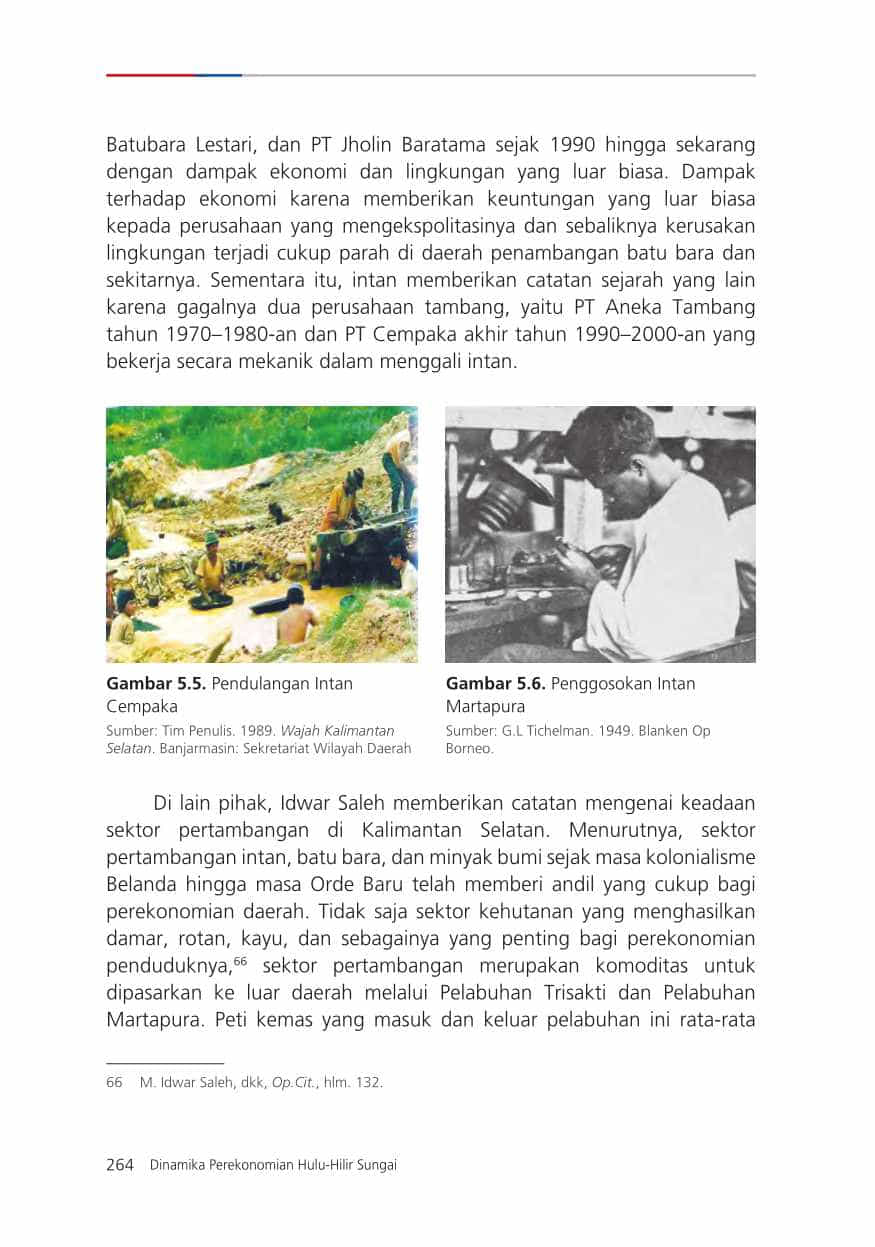 Batubara Lestari, dan PT Jholin Baratama sejak 1990 hingga sekarang
dengan dampak ekonomi dan lingkungan yang luar biasa. Dampak
terhadap ekonomi karena memberikan keuntungan yang luar biasa
kepada perusahaan yang mengekspolitasinya dan sebaliknya kerusakan
lingkungan terjadi cukup parah di daerah penambangan batu bara dan
sekitarnya. Sementara itu, intan memberikan catatan sejarah yang lain
karena gagalnya dua perusahaan tambang, yaitu PT Aneka Tambang
tahun 1970–1980-an dan PT Cempaka akhir tahun 1990–2000-an yang
bekerja secara mekanik dalam menggali intan.
Gambar 5.5. Pendulangan Intan
Cempaka
Sumber: Tim Penulis. 1989. Wajah Kalimantan
Selatan. Banjarmasin: Sekretariat Wilayah Daerah
Gambar 5.6. Penggosokan Intan
Martapura
Sumber: G.L Tichelman. 1949. Blanken Op
Borneo.
Di lain pihak, Idwar Saleh memberikan catatan mengenai keadaan
sektor pertambangan di Kalimantan Selatan. Menurutnya, sektor
pertambangan intan, batu bara, dan minyak bumi sejak masa kolonialisme
Belanda hingga masa Orde Baru telah memberi andil yang cukup bagi
perekonomian daerah. Tidak saja sektor kehutanan yang menghasilkan
damar, rotan, kayu, dan sebagainya yang penting bagi perekonomian
penduduknya,⁶⁶ sektor pertambangan merupakan komoditas untuk
dipasarkan ke luar daerah melalui Pelabuhan Trisakti dan Pelabuhan
Martapura. Peti kemas yang masuk dan keluar pelabuhan ini rata-rata
66 M. Idwar Saleh, dkk, Op.Cit., hlm. 132.
264 Dinamika Perekonomian Hulu-Hilir Sungai